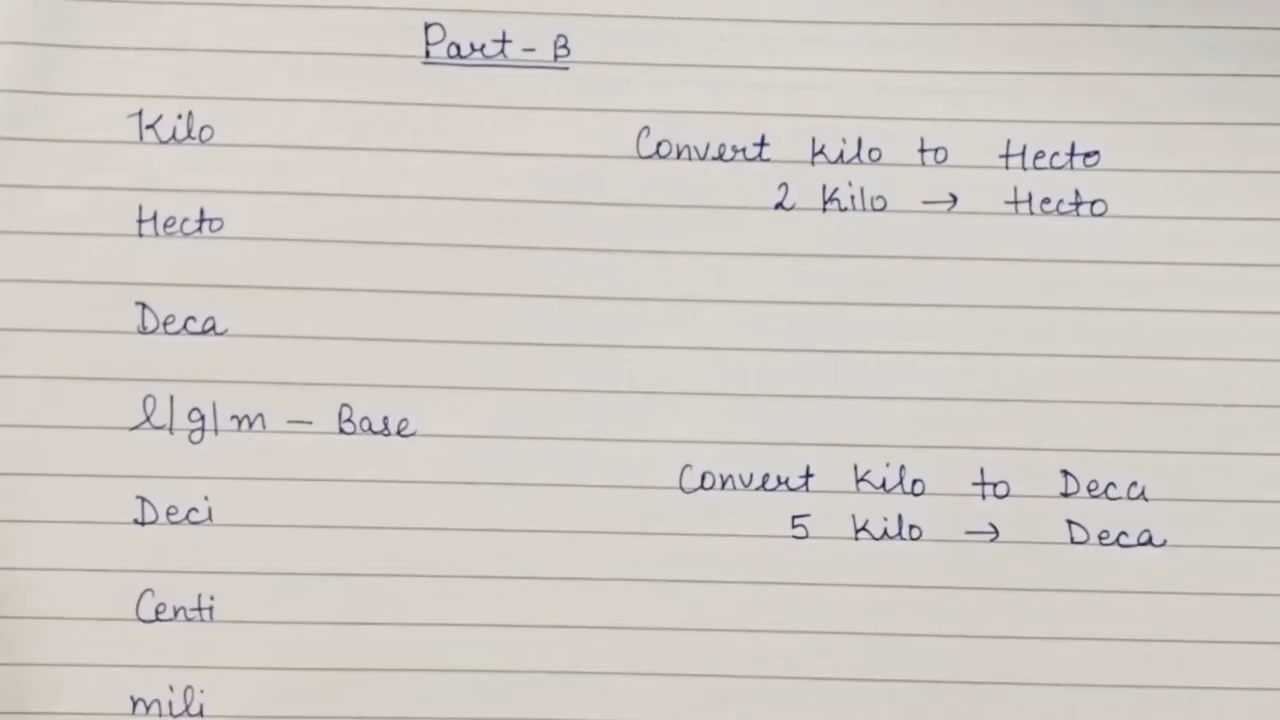 Part - B
Kilo
Hecto
Deca
l/g/m - Base
Deci
Centi
mili
Convert Kilo to Hecto
2 Kilo → Hecto
Convert Kilo to Deca
5 Kilo → Deca